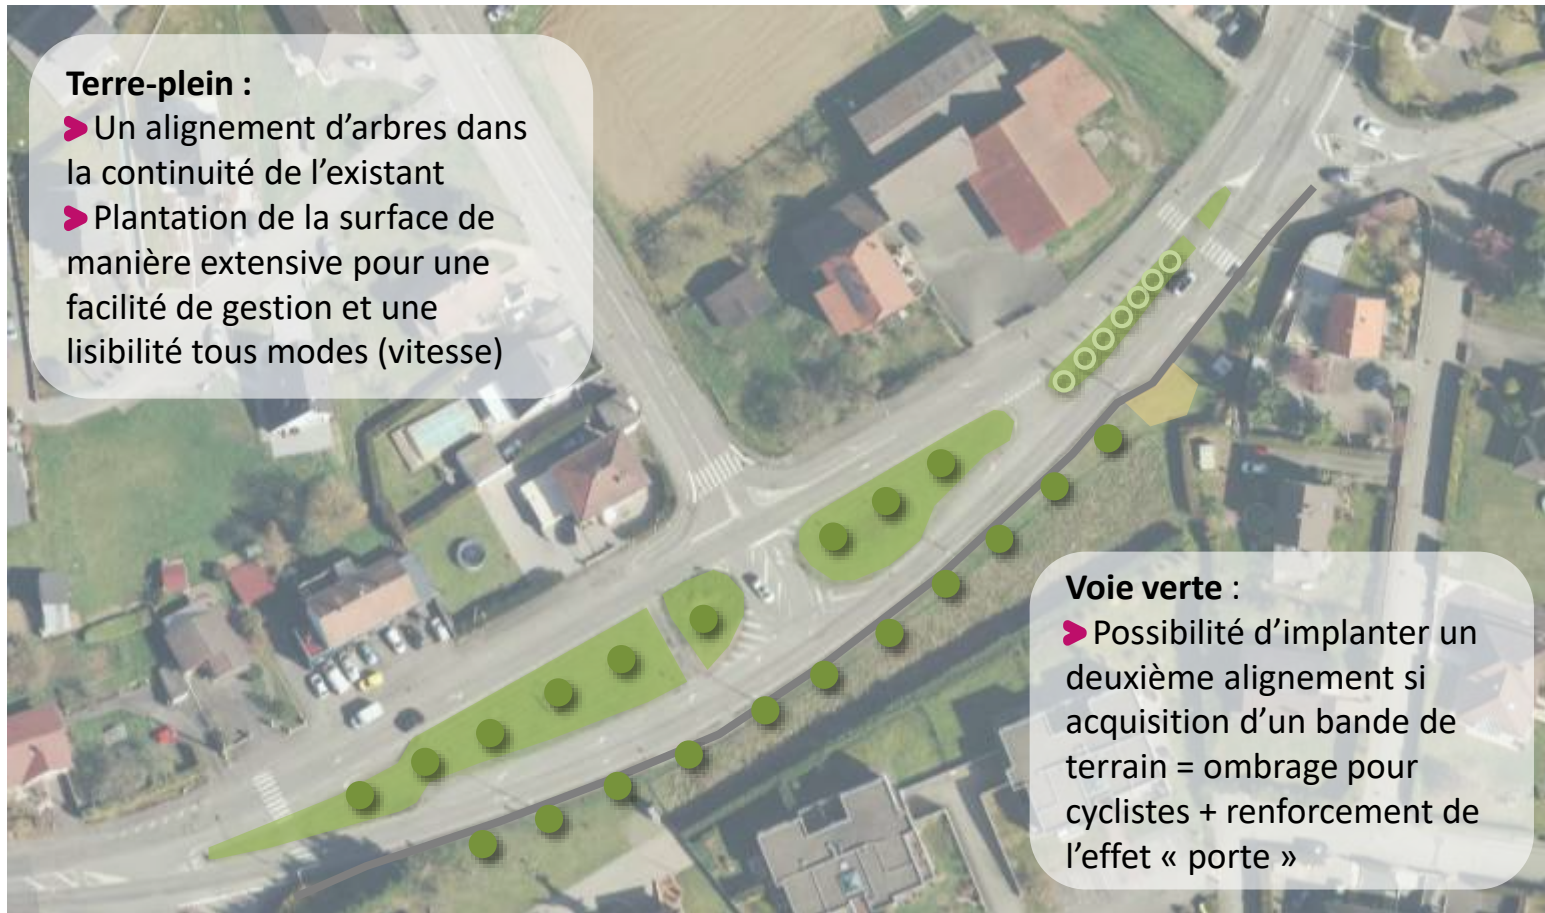 Terre-plein :
Un alignement d’arbres dans
la continuité de l’existant
Plantation de la surface de
manière extensive pour une
facilité de gestion et une
lisibilité tous modes (vitesse)
Voie verte :
Possibilité d’implanter un
deuxième alignement si
acquisition d’un bande de
terrain = ombrage pour
cyclistes + renforcement de
l’effet « porte »